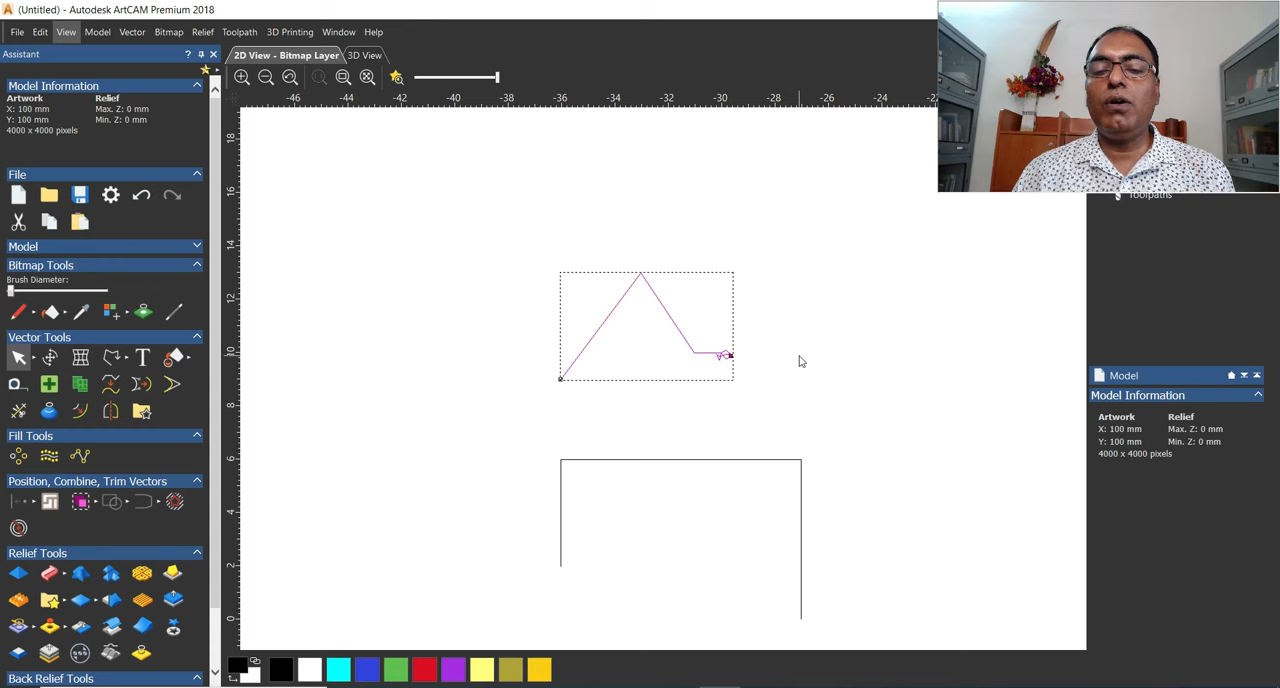 (Untitled) - Autodesk ArtCAM Premium 2018
File Edit View Model Vector Bitmap Relief Toolpath 3D Printing Window Help
Assistant ?
2D View - Bitmap Layer 3D View
Model Information
Artwork Relief
X: 100 mm Max. Z: 0 mm
Y: 100 mm Min. Z: 0 mm
4000 x 4000 pixels
File
Model
Bitmap Tools
Brush Diameter:
Vector Tools
Fill Tools
Position, Combine, Trim Vectors
Relief Tools
Back Relief Tools
-46 -44 -42 -40 -38 -36 -34 -32 -30 -28 -26 -24
18
16
14
12
10
8
6
4
2
0
Toolpaths
Model
Model Information
Artwork Relief
X: 100 mm Max. Z: 0 mm
Y: 100 mm Min. Z: 0 mm
4000 x 4000 pixels